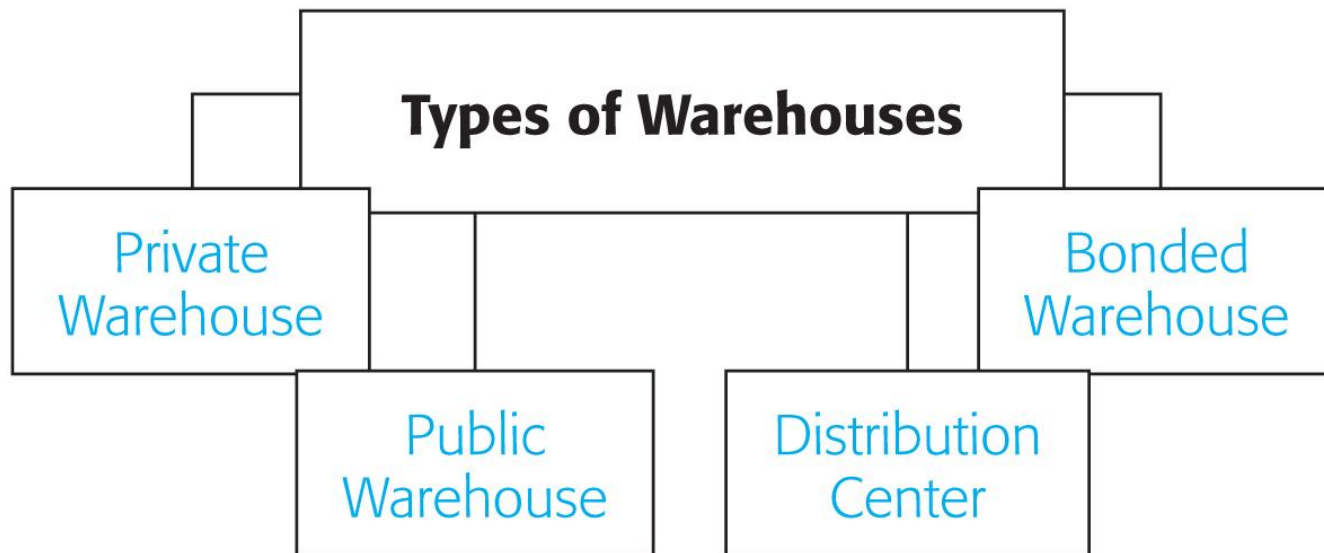 Types of Warehouses
Private
Warehouse
Public
Warehouse
Distribution
Center
Bonded
Warehouse